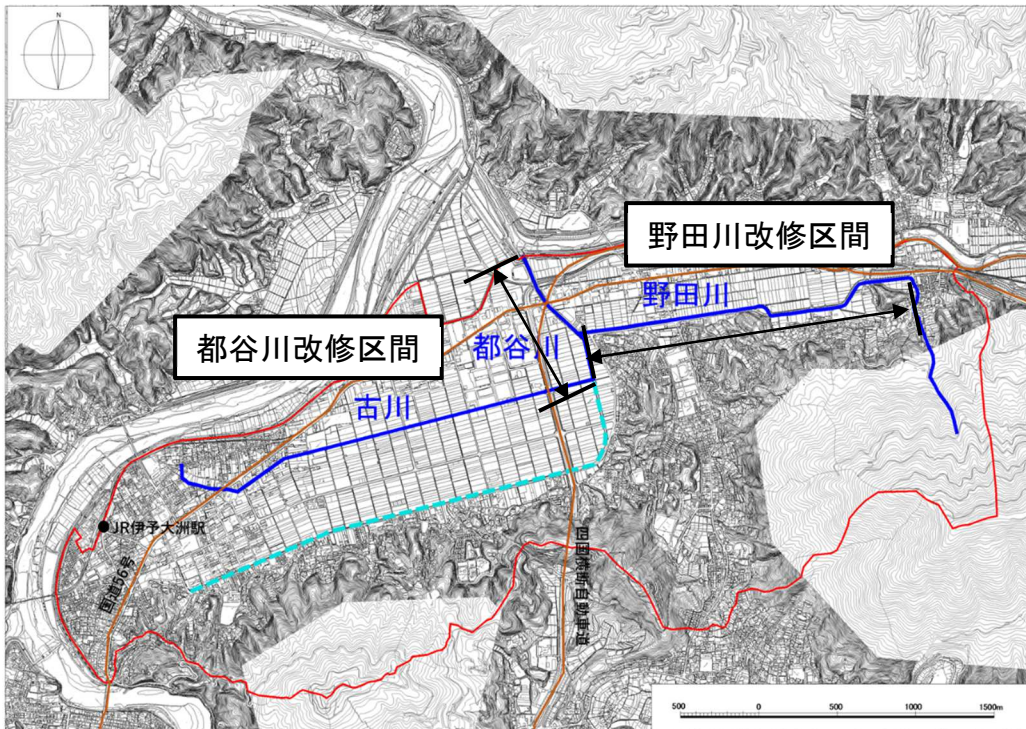 N
野田川改修区間
野田川
都谷川改修区間
都谷川
古川
JR伊予大洲駅
国道56号
四国横断自動車道
500 0 500 1000 1500m